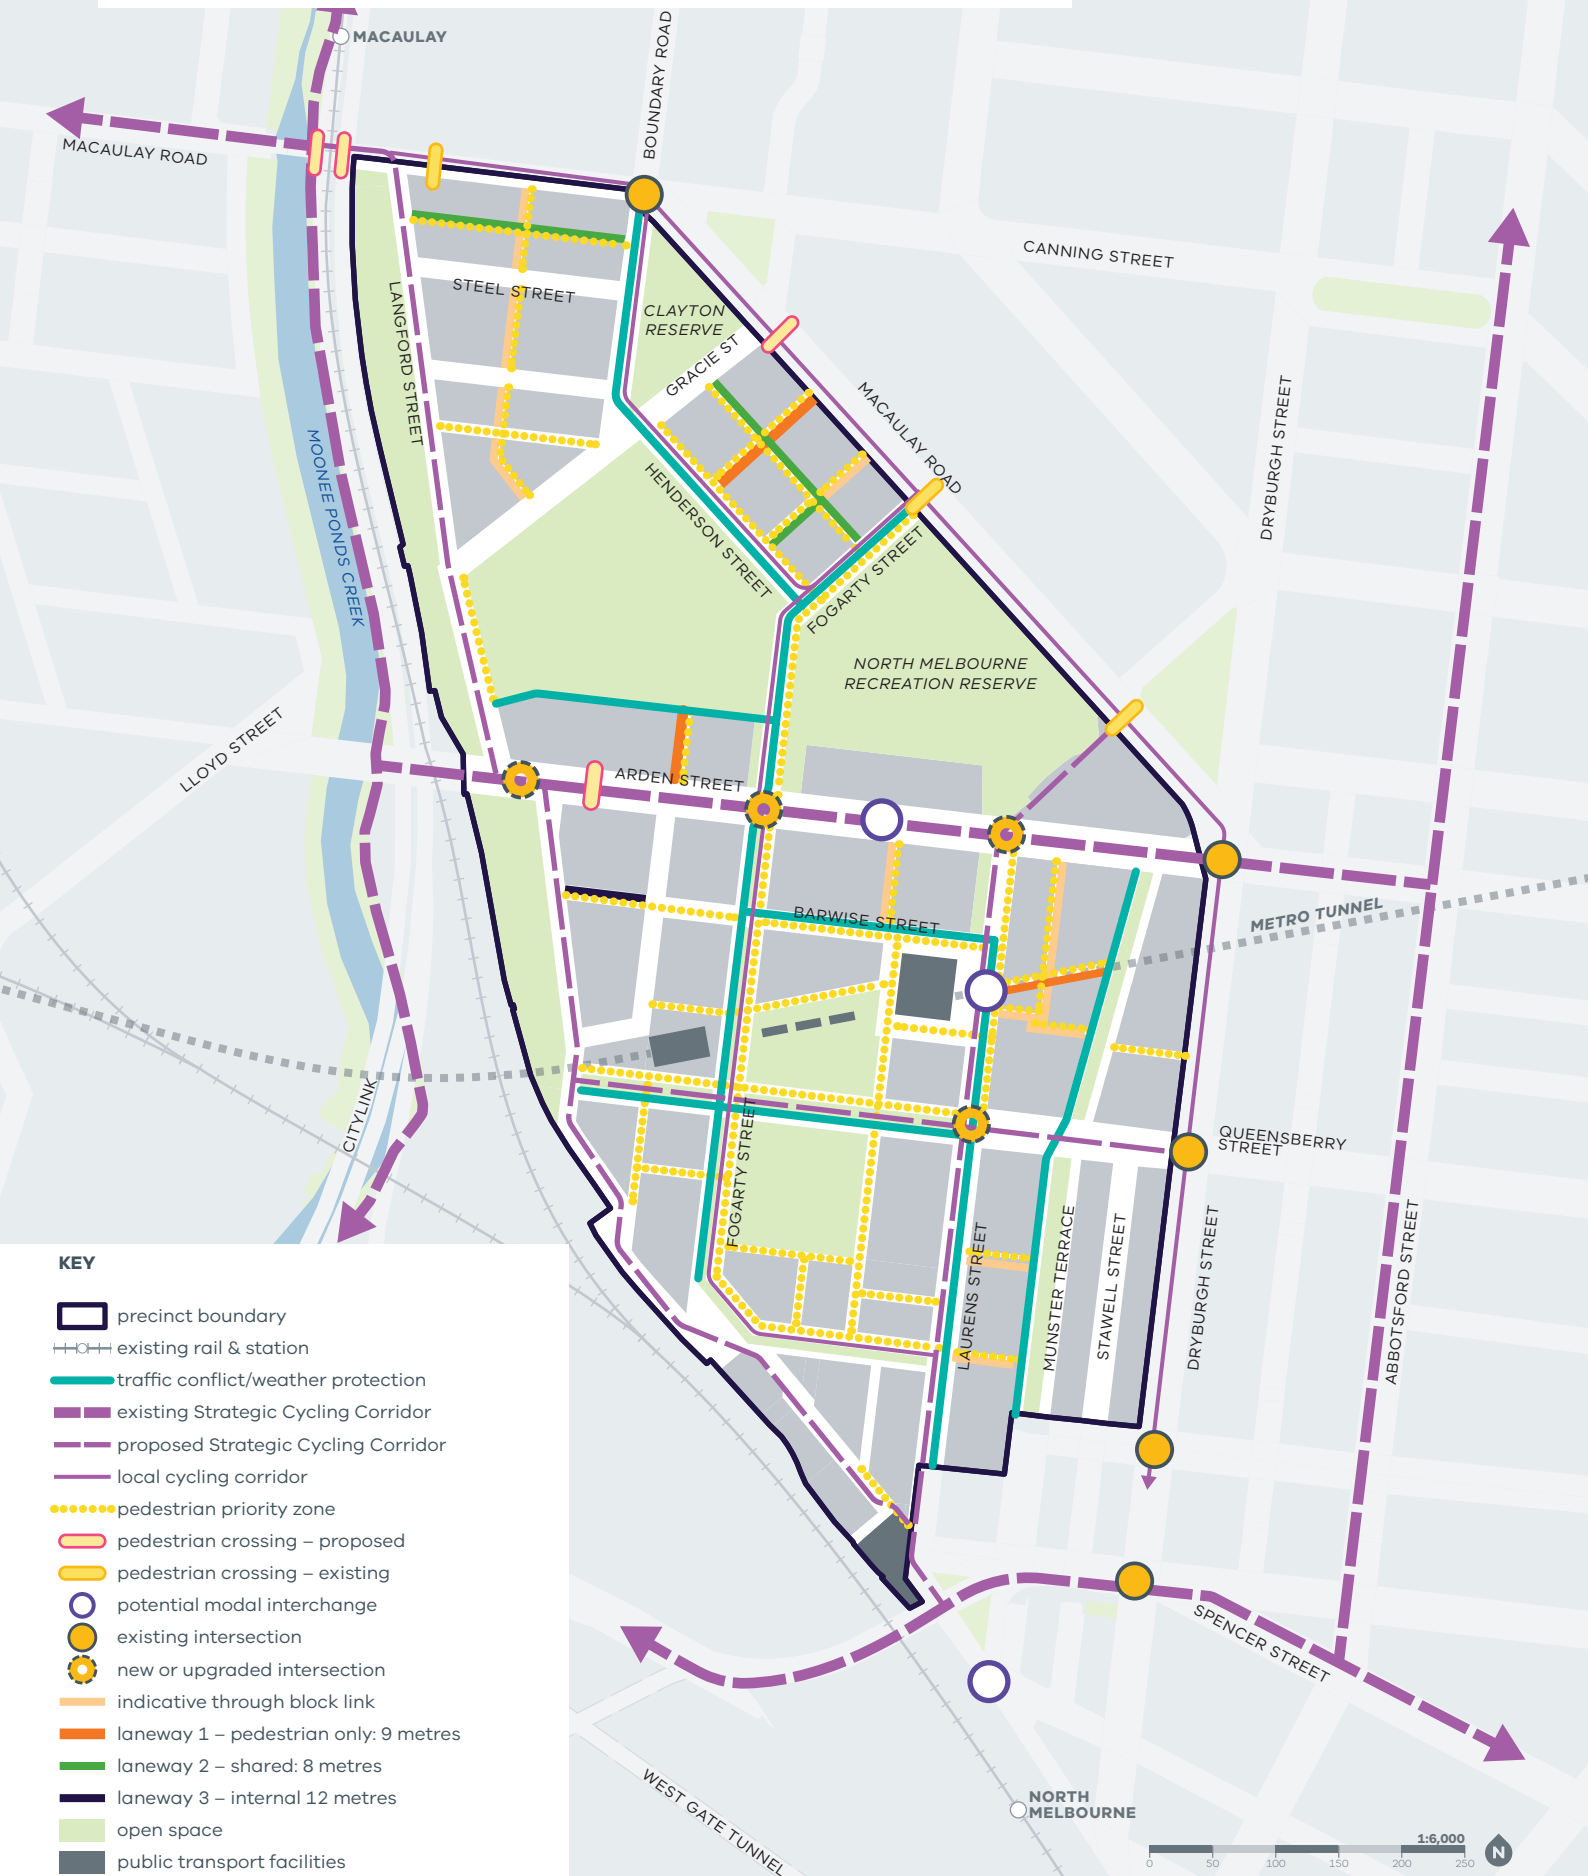 MACAULAY
BOUNDARY ROAD
MACAULAY ROAD
CANNING STREET
STEEL STREET
CLAYTON
RESERVE
GRACIE ST
LANGFORD STREET
MACAULAY ROAD
DRYBURGH STREET
MOONEE PONDS CREEK
HENDERSON STREET
FOGARTY STREET
NORTH MELBOURNE
RECREATION RESERVE
LLOYD STREET
ARDEN STREET
BARWISE STREET
METRO TUNNEL
CITYLINK
FOGARTY STREET
QUEENSBERRY
STREET
LAURENS STREET
MUNSTER TERRACE
STAWELL STREET
DRYBURGH STREET
ABBOTSFORD STREET
SPENCER STREET
WEST GATE TUNNEL
NORTH
MELBOURNE
KEY
precinct boundary
existing rail & station
traffic conflict/weather protection
existing Strategic Cycling Corridor
proposed Strategic Cycling Corridor
local cycling corridor
pedestrian priority zone
pedestrian crossing – proposed
pedestrian crossing – existing
potential modal interchange
existing intersection
new or upgraded intersection
indicative through block link
laneway 1 – pedestrian only: 9 metres
laneway 2 – shared: 8 metres
laneway 3 – internal 12 metres
open space
public transport facilities
1:6,000
0 50 100 150 200 250
N